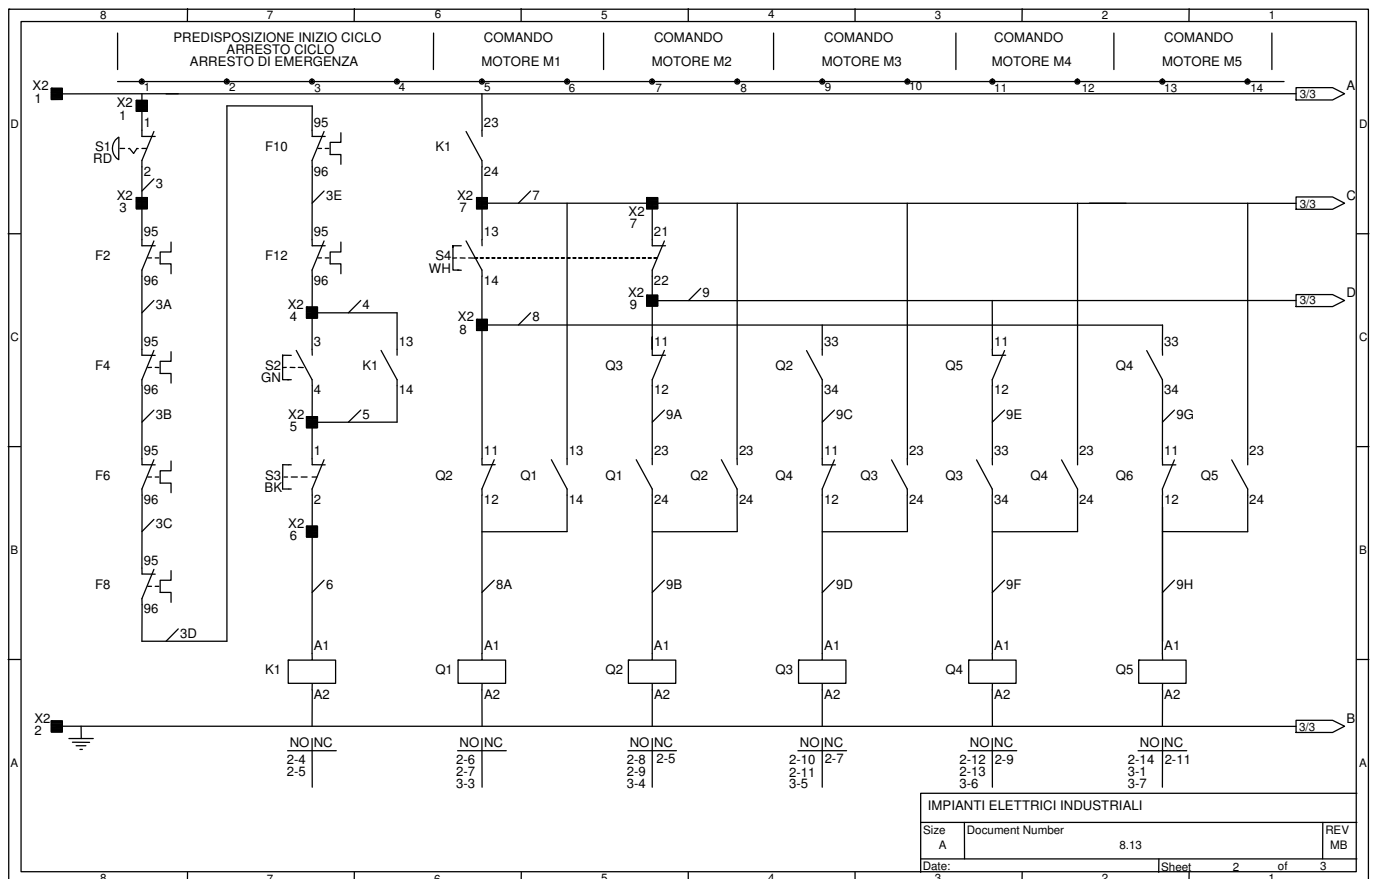 8 7 6 5 4 3 2 1
PREDISPOSIZIONE INIZIO CICLO
ARRESTO CICLO
ARRESTO DI EMERGENZA
COMANDO
MOTORE M1
COMANDO
MOTORE M2
COMANDO
MOTORE M3
COMANDO
MOTORE M4
COMANDO
MOTORE M5
1 2 3 4 5 6 7 8 9 10 11 12 13 14
X2
1
3/3 A
X2
1
D D
1
S1
RD
2
3
X2
3
95
F10
96
3E
23
K1
24
X2
7
7
X2
7
3/3 C
95
F2
96
3A
95
F12
96
X2
4
4
13
S4
WH
14
21
22
X2
9
9
3/3 D
X2
8
8
C C
95
F4
96
3B
3
S2
GN
4
13
K1
14
X2
5
5
11
Q3
12
9A
33
Q2
34
9C
11
Q5
12
9E
33
Q4
34
9G
95
F6
96
3C
1
S3
BK
2
X2
6
11
Q2
12
13
Q1
14
23
Q1
24
23
Q2
24
11
Q4
12
23
Q3
24
33
Q3
34
23
Q4
24
11
Q6
12
23
Q5
24
B B
95
F8
96
3D
6
8A
9B
9D
9F
9H
A1
K1
A2
A1
Q1
A2
A1
Q2
A2
A1
Q3
A2
A1
Q4
A2
A1
Q5
A2
X2
2
3/3 B
A A
NO NC
2-4
2-5
NO NC
2-6
2-7
3-3
NO NC
2-8 2-5
2-9
3-4
NO NC
2-10 2-7
2-11
3-5
NO NC
2-12 2-9
2-13
3-6
NO NC
2-14 2-11
3-1
3-7
IMPIANTI ELETTRICI INDUSTRIALI
Size Document Number REV
A 8.13 MB
Date: Sheet 2 of 3
8 7 6 5 4 3 2 1